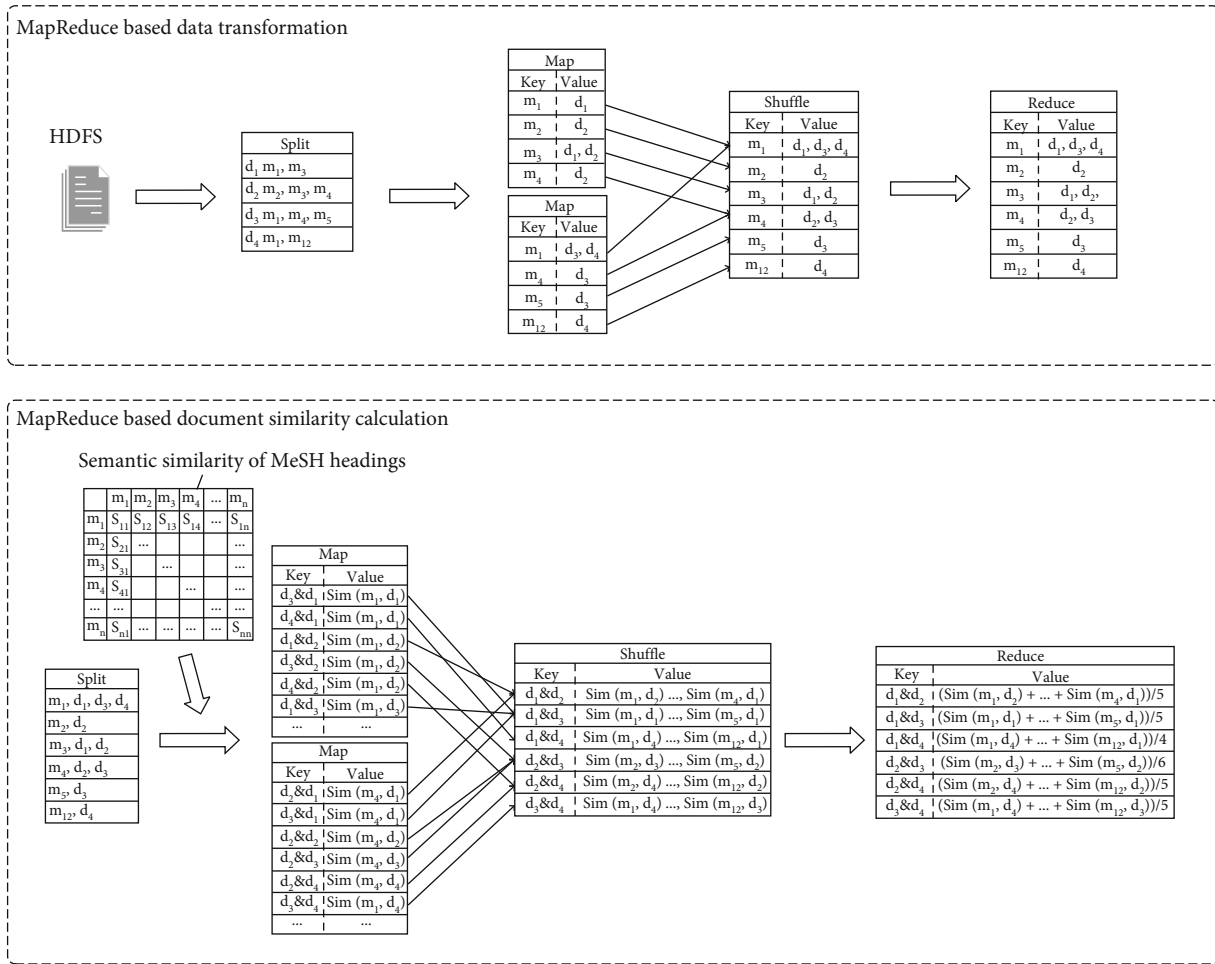 MapReduce based data transformation
HDFS
Split
d₁ m₁, m₃
d₂ m₂, m₃, m₄
d₃ m₁, m₄, m₅
d₄ m₁, m₁₂
Map
Key Value
m₁ d₁
m₂ d₂
m₃ d₁, d₂
m₄ d₂
Map
Key Value
m₁ d₃, d₄
m₄ d₃
m₅ d₃
m₁₂ d₄
Shuffle
Key Value
m₁ d₁, d₃, d₄
m₂ d₂
m₃ d₁, d₂
m₄ d₂, d₃
m₅ d₃
m₁₂ d₄
Reduce
Key Value
m₁ d₁, d₃, d₄
m₂ d₂
m₃ d₁, d₂,
m₄ d₂, d₃
m₅ d₃
m₁₂ d₄
MapReduce based document similarity calculation
Semantic similarity of MeSH headings
m₁ m₂ m₃ m₄ ... mₙ
m₁ S₁₁ S₁₂ S₁₃ S₁₄ ... S₁ₙ
m₂ S₂₁ ... ...
m₃ S₃₁ ... ...
m₄ S₄₁ ... ...
... ... ... ...
mₙ Sₙ₁ ... ... ... ... Sₙₙ
Split
m₁, d₁, d₃, d₄
m₂, d₂
m₃, d₁, d₂
m₄, d₂, d₃
m₅, d₃
m₁₂, d₄
Map
Key Value
d₃&d₁ Sim (m₁, d₁)
d₄&d₁ Sim (m₁, d₁)
d₁&d₂ Sim (m₁, d₂)
d₃&d₂ Sim (m₁, d₂)
d₄&d₂ Sim (m₁, d₂)
d₁&d₃ Sim (m₁, d₃)
... ...
Map
Key Value
d₂&d₁ Sim (m₄, d₁)
d₃&d₁ Sim (m₄, d₁)
d₂&d₂ Sim (m₄, d₂)
d₂&d₃ Sim (m₄, d₃)
d₂&d₄ Sim (m₄, d₄)
d₃&d₄ Sim (m₁, d₄)
... ...
Shuffle
Key Value
d₁&d₂ Sim (m₁, d₂) ..., Sim (m₄, d₁)
d₁&d₃ Sim (m₁, d₁) ..., Sim (m₅, d₁)
d₁&d₄ Sim (m₁, d₄) ..., Sim (m₁₂, d₁)
d₂&d₃ Sim (m₂, d₃) ..., Sim (m₅, d₂)
d₂&d₄ Sim (m₂, d₄) ..., Sim (m₁₂, d₂)
d₃&d₄ Sim (m₁, d₄) ..., Sim (m₁₂, d₃)
Reduce
Key Value
d₁&d₂ (Sim (m₁, d₂) + ... + Sim (m₄, d₁))/5
d₁&d₃ (Sim (m₁, d₁) + ... + Sim (m₅, d₁))/5
d₁&d₄ (Sim (m₁, d₄) + ... + Sim (m₁₂, d₁))/4
d₂&d₃ (Sim (m₂, d₃) + ... + Sim (m₅, d₂))/6
d₂&d₄ (Sim (m₂, d₄) + ... + Sim (m₁₂, d₂))/5
d₃&d₄ (Sim (m₁, d₄) + ... + Sim (m₁₂, d₃))/5